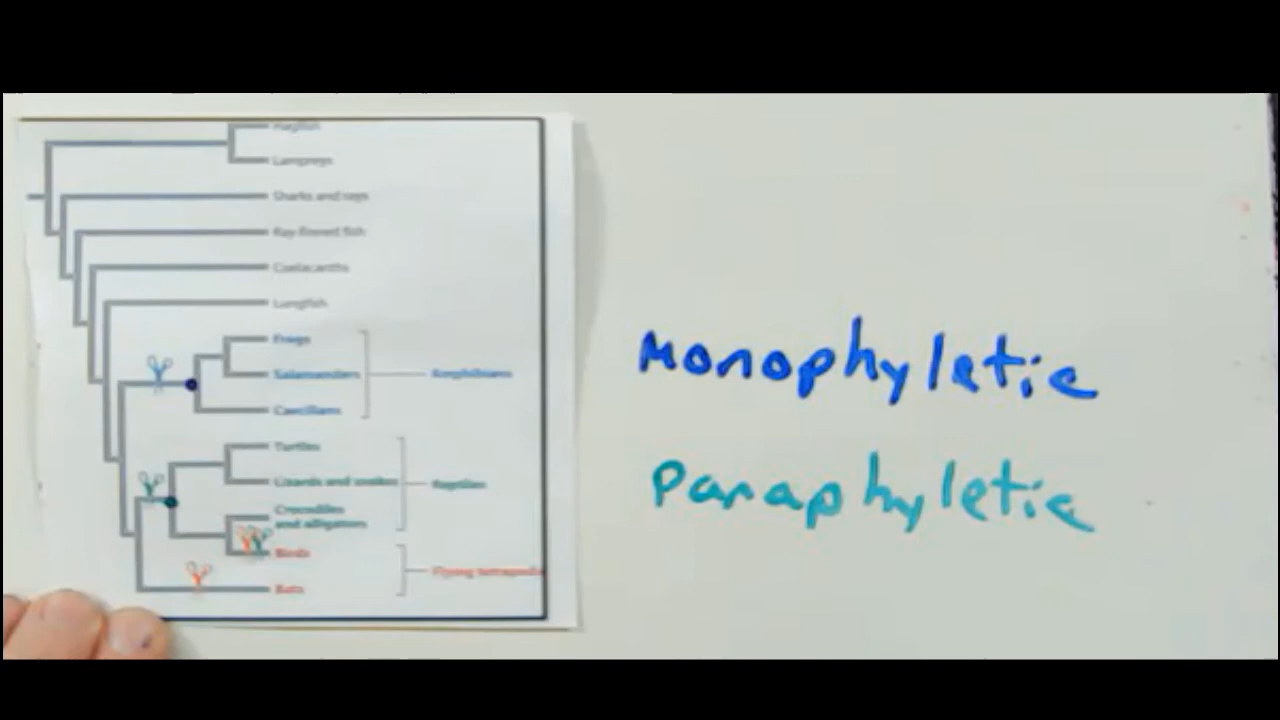 Hagfish
Lampreys
Sharks and rays
Ray-finned fish
Coelacanths
Lungfish
Frogs
Salamanders
Amphibians
Caecilians
Turtles
Lizards and snakes
Reptiles
Crocodiles
and alligators
Birds
Flying tetrapods
Bats
Monophyletic
Paraphyletic